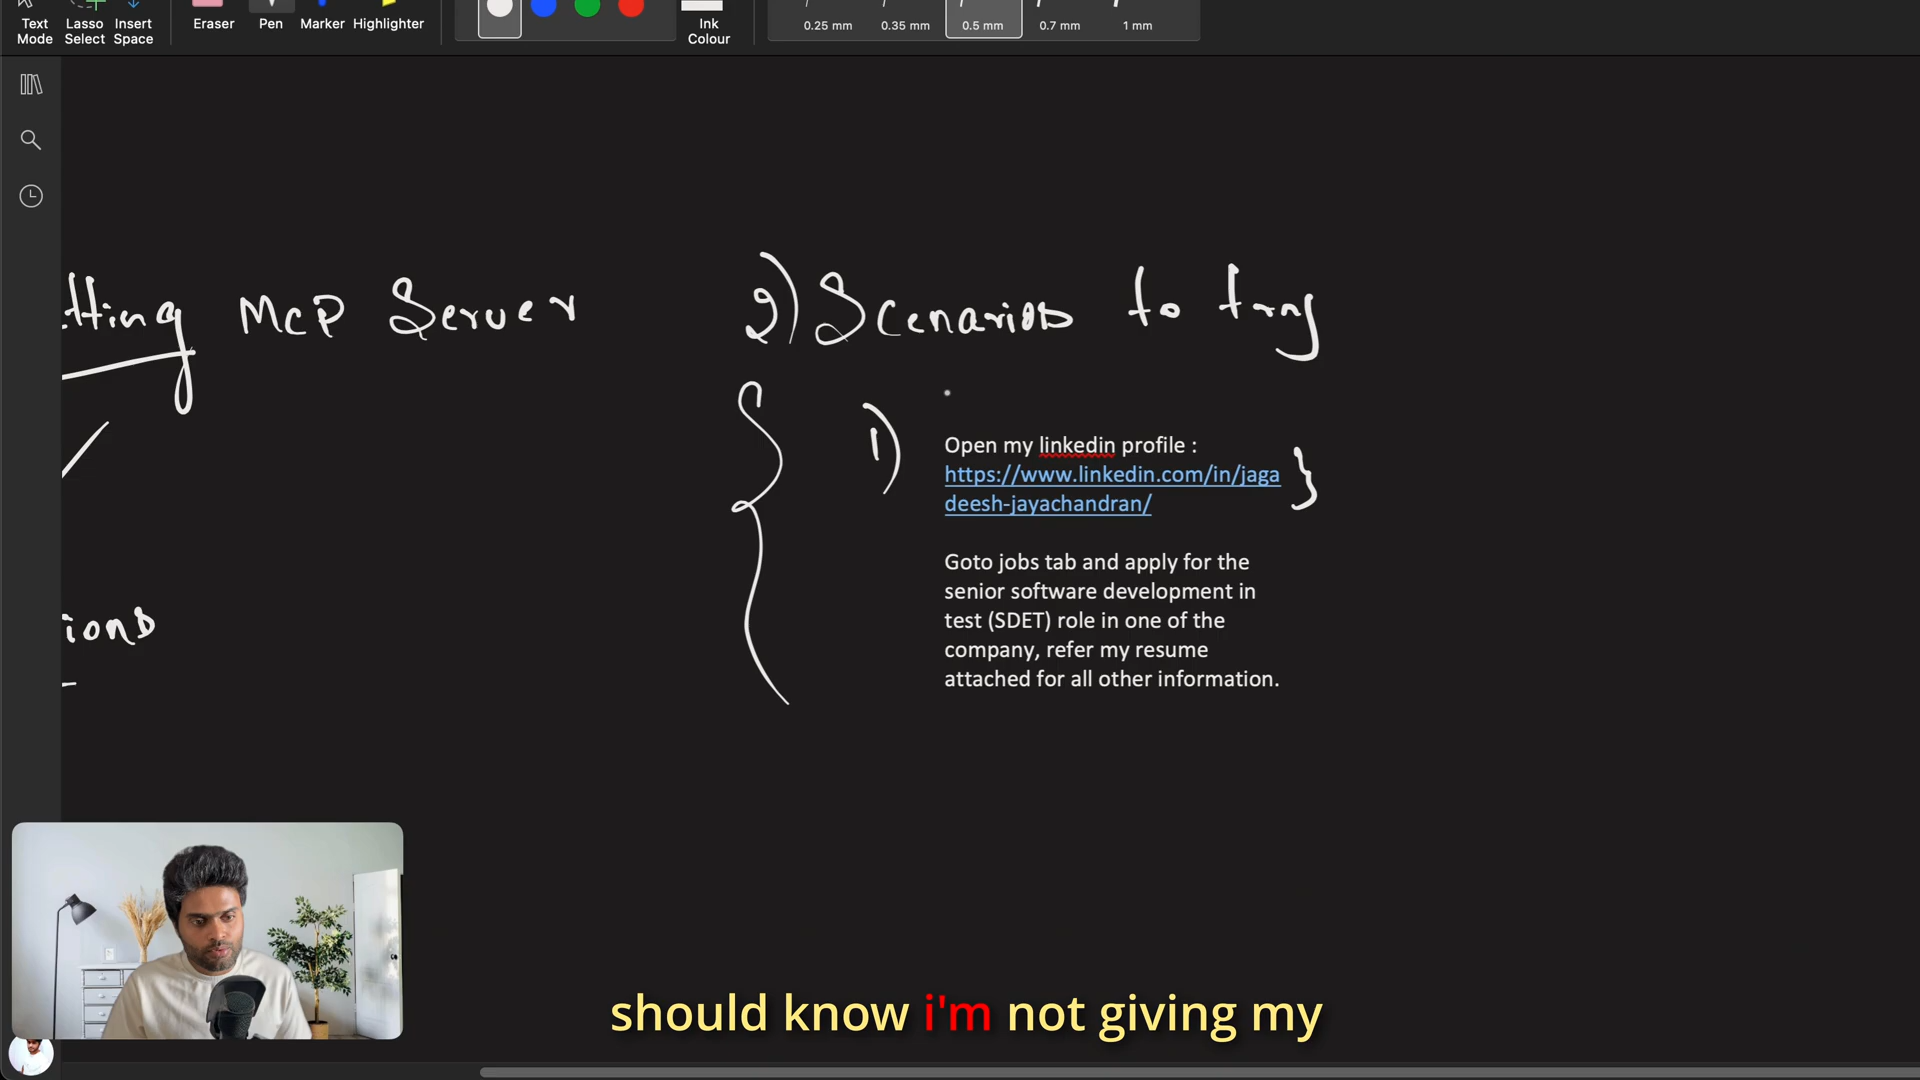 Text
Mode
Lasso
Select
Insert
Space
Eraser
Pen
Marker
Highlighter
Ink
Colour
0.25 mm
0.35 mm
0.5 mm
0.7 mm
1 mm
tting MCP Server
ions
2) Scenarios to try
1)
Open my linkedin profile :
https://www.linkedin.com/in/jaga
deesh-jayachandran/
}
Goto jobs tab and apply for the
senior software development in
test (SDET) role in one of the
company, refer my resume
attached for all other information.
should know i'm not giving my